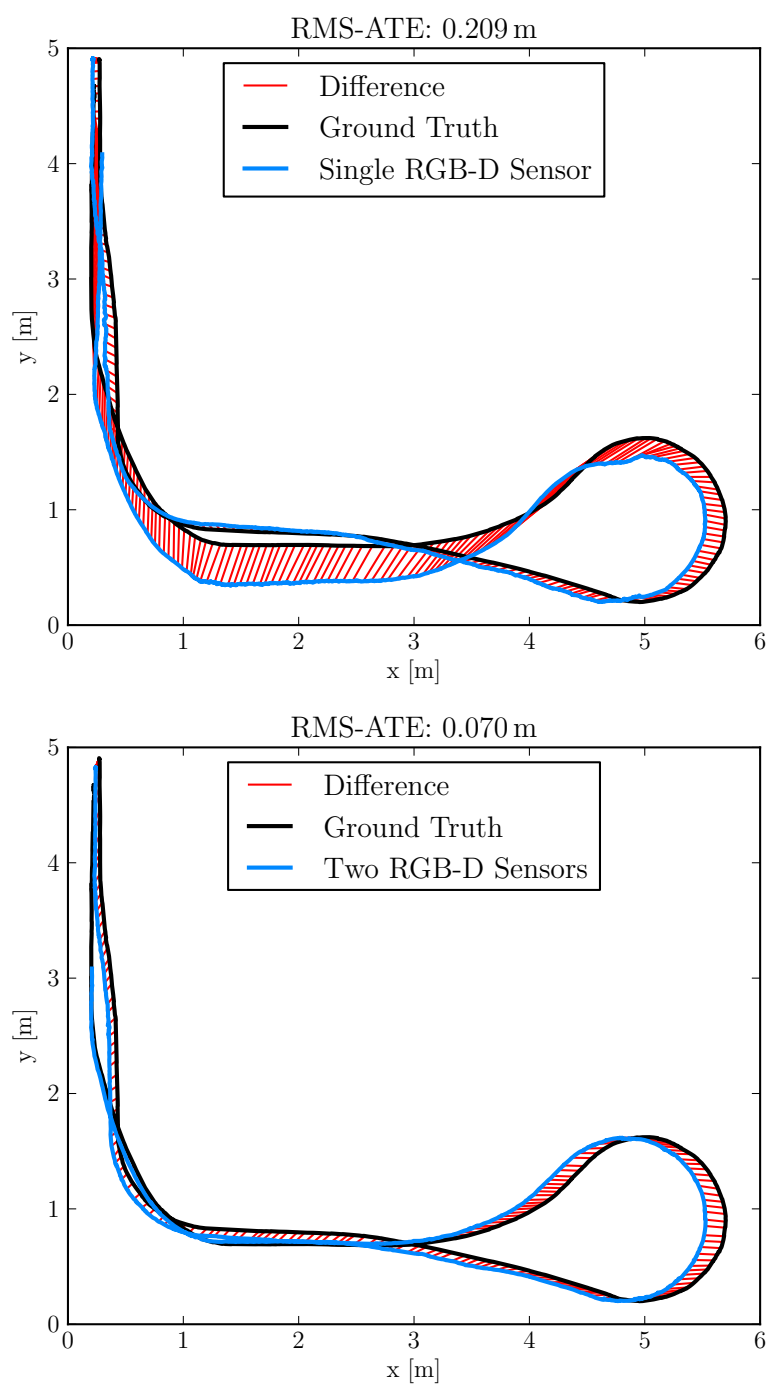 RMS-ATE: 0.209 m
5
Difference
Ground Truth
Single RGB-D Sensor
4
3
y [m]
2
1
0
0 1 2 3 4 5 6
x [m]
RMS-ATE: 0.070 m
5
Difference
Ground Truth
Two RGB-D Sensors
4
3
y [m]
2
1
0
0 1 2 3 4 5 6
x [m]